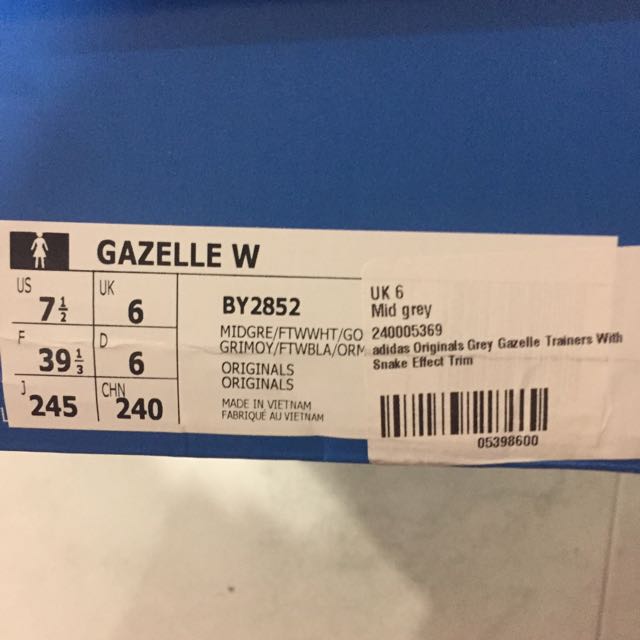 GAZELLE W
US 7½ UK 6
F 39⅓ D 6
J 245 CHN 240
BY2852
MIDGRE/FTWWHT/GO
GRIMOY/FTWBLA/ORM
ORIGINALS
ORIGINALS
MADE IN VIETNAM
FABRIQUÉ AU VIETNAM
UK 6
Mid grey
240005369
adidas Originals Grey Gazelle Trainers With
Snake Effect Trim
05398600